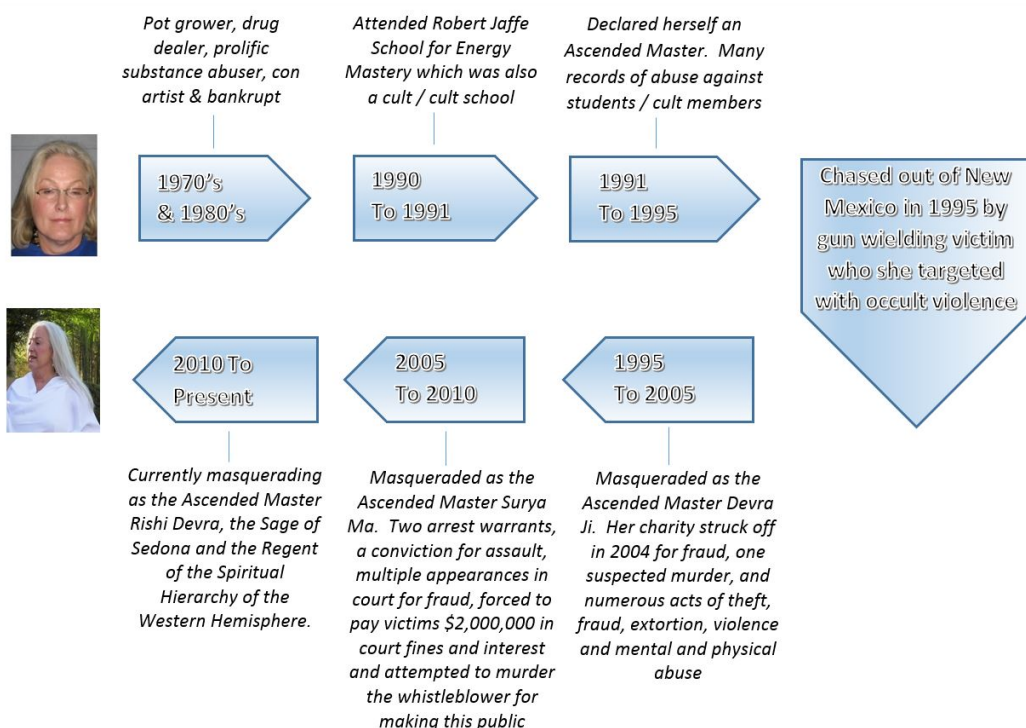 Pot grower, drug
dealer, prolific
substance abuser, con
artist & bankrupt
Attended Robert Jaffe
School for Energy
Mastery which was also
a cult / cult school
Declared herself an
Ascended Master.  Many
records of abuse against
students / cult members
1970's
& 1980's
1990
To 1991
1991
To 1995
Chased out of New
Mexico in 1995 by
gun wielding victim
who she targeted
with occult violence
2010 To
Present
2005
To 2010
1995
To 2005
Currently masquerading
as the Ascended Master
Rishi Devra, the Sage of
Sedona and the Regent
of the Spiritual
Hierarchy of the
Western Hemisphere.
Masqueraded as the
Ascended Master Surya
Ma.  Two arrest warrants,
a conviction for assault,
multiple appearances in
court for fraud, forced to
pay victims $2,000,000 in
court fines and interest
and attempted to murder
the whistleblower for
making this public
Masqueraded as the
Ascended Master Devra
Ji.  Her charity struck off
in 2004 for fraud, one
suspected murder, and
numerous acts of theft,
fraud, extortion, violence
and mental and physical
abuse